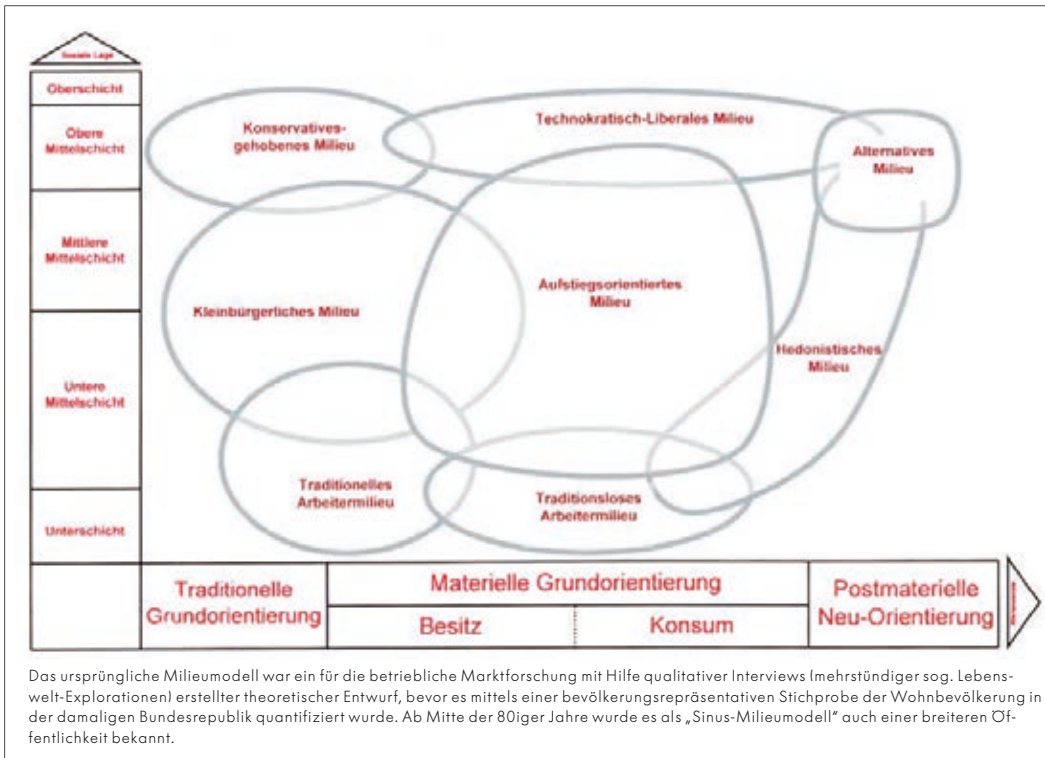 Soziale Lage
Oberschicht
Obere
Mittelschicht
Mittlere
Mittelschicht
Untere
Mittelschicht
Unterschicht
Konservatives-
gehobenes Milieu
Technokratisch-Liberales Milieu
Alternatives
Milieu
Kleinbürgerliches Milieu
Aufstiegsorientiertes
Milieu
Hedonistisches
Milieu
Traditionelles
Arbeitermilieu
Traditionsloses
Arbeitermilieu
Traditionelle
Grundorientierung
Materielle Grundorientierung
Besitz
Konsum
Postmaterielle
Neu-Orientierung
Das ursprüngliche Milieumodell war ein für die betriebliche Marktforschung mit Hilfe qualitativer Interviews (mehrstündiger sog. Lebens-
welt-Explorationen) erstellter theoretischer Entwurf, bevor es mittels einer bevölkerungsrepräsentativen Stichprobe der Wohnbevölkerung in
der damaligen Bundesrepublik quantifiziert wurde. Ab Mitte der 80iger Jahre wurde es als „Sinus-Milieumodell“ auch einer breiteren Öf-
fentlichkeit bekannt.